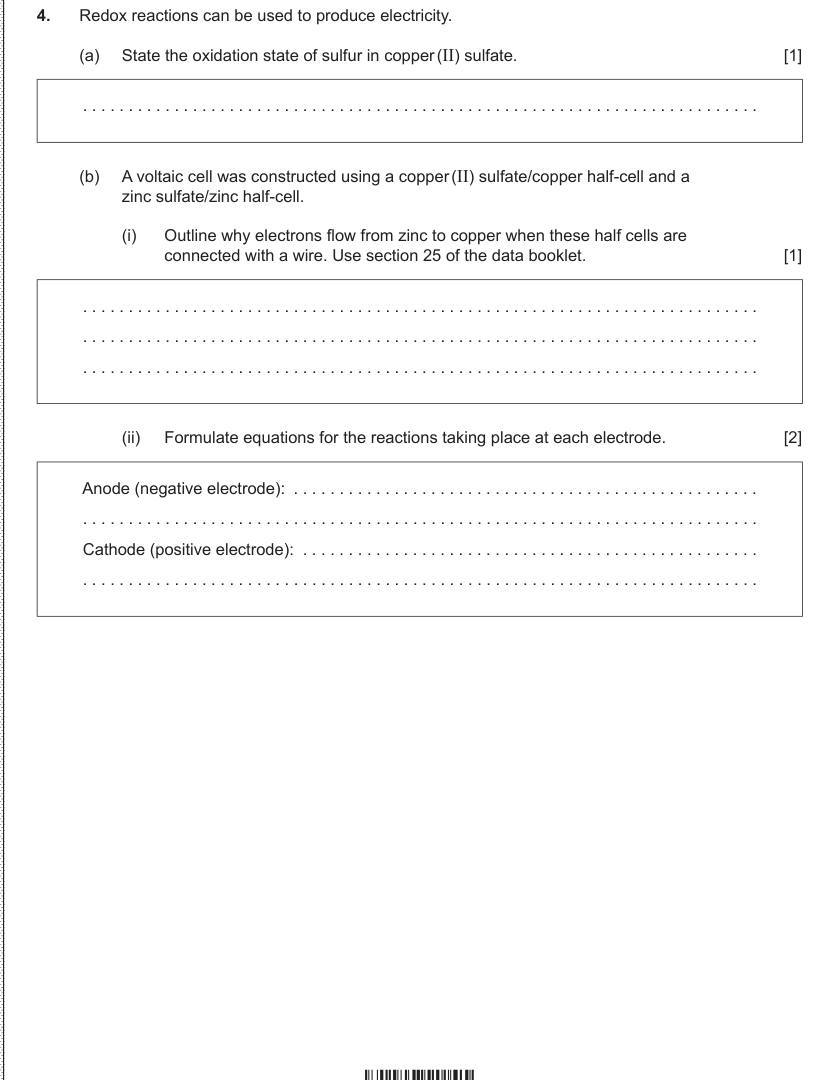 4. Redox reactions can be used to produce electricity.
(a) State the oxidation state of sulfur in copper(II) sulfate. [1]
(b) A voltaic cell was constructed using a copper(II) sulfate/copper half-cell and a
zinc sulfate/zinc half-cell.
(i) Outline why electrons flow from zinc to copper when these half cells are
connected with a wire. Use section 25 of the data booklet. [1]
(ii) Formulate equations for the reactions taking place at each electrode. [2]
Anode (negative electrode):
Cathode (positive electrode):